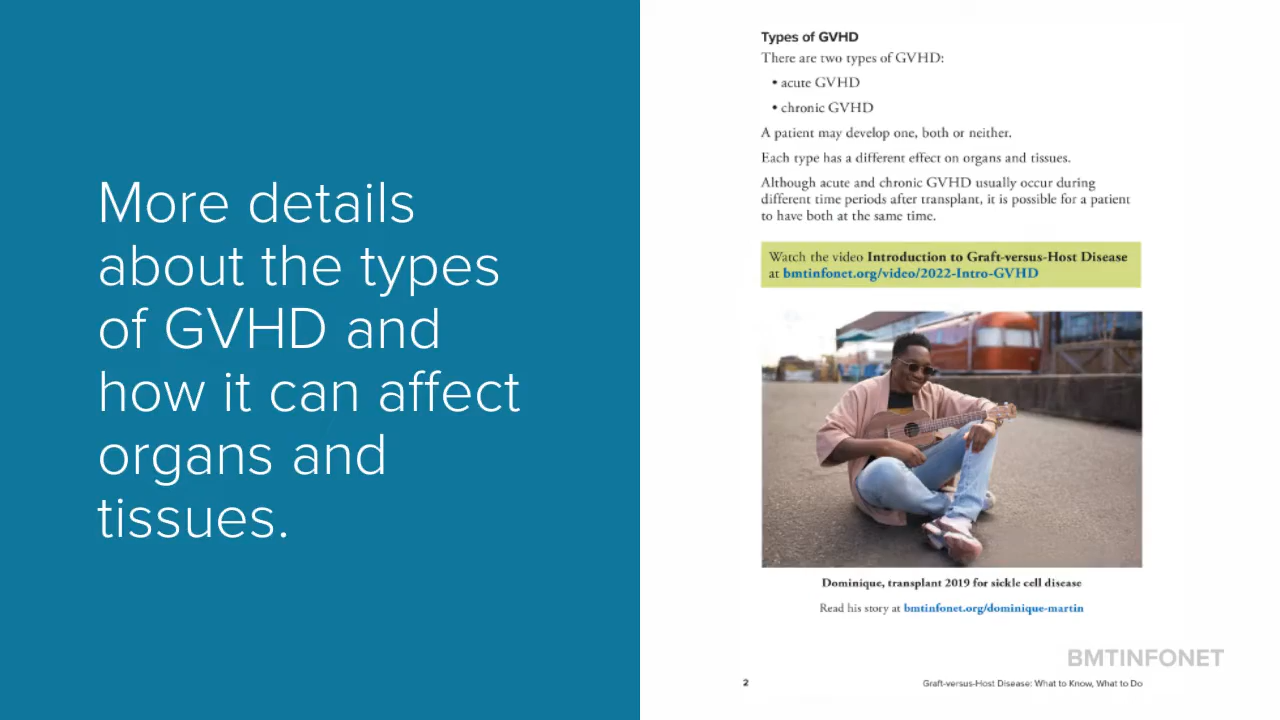 More details
about the types
of GVHD and
how it can affect
organs and
tissues.
Types of GVHD
There are two types of GVHD:
• acute GVHD
• chronic GVHD
A patient may develop one, both or neither.
Each type has a different effect on organs and tissues.
Although acute and chronic GVHD usually occur during
different time periods after transplant, it is possible for a patient
to have both at the same time.
Watch the video Introduction to Graft-versus-Host Disease
at bmtinfonet.org/video/2022-Intro-GVHD
Dominique, transplant 2019 for sickle cell disease
Read his story at bmtinfonet.org/dominique-martin
BMTINFONET
2 Graft-versus-Host Disease: What to Know, What to Do